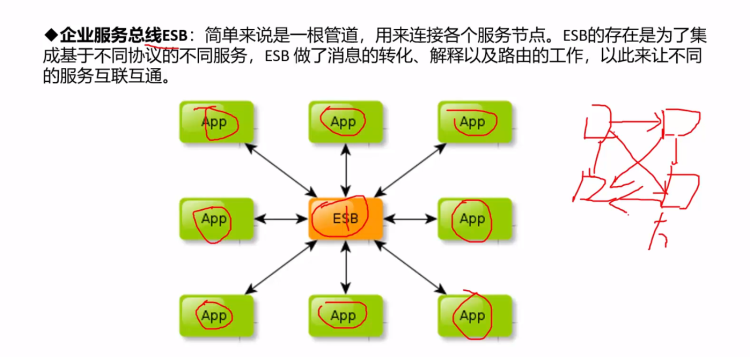 ◆企业服务总线ESB：简单来说是一根管道，用来连接各个服务节点。ESB的存在是为了集
成基于不同协议的不同服务，ESB 做了消息的转化、解释以及路由的工作，以此来让不同
的服务互联互通。
App App App
App ESB App
App App App